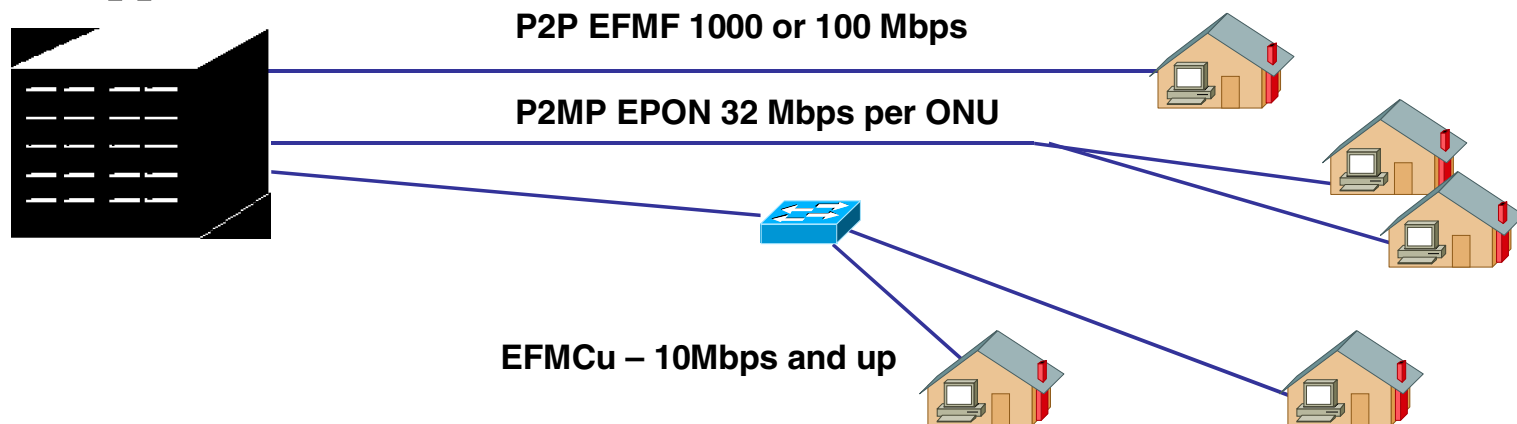 P2P EFMF 1000 or 100 Mbps
P2MP EPON 32 Mbps per ONU
EFMCu – 10Mbps and up